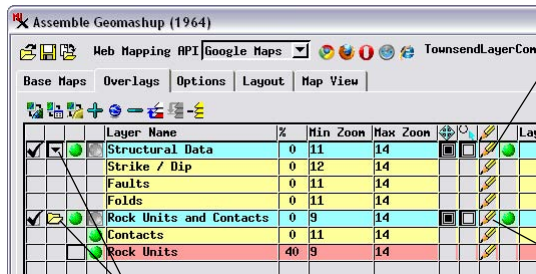 Assemble Geomashup (1964)
Web Mapping API Google Maps TownsendLayerCom
Base Maps Overlays Options Layout Map View
Layer Name % Min Zoom Max Zoom Lay
Structural Data 0 11 14
Strike / Dip 0 12 14
Faults 0 11 14
Folds 0 11 14
Rock Units and Contacts 0 9 14
Contacts 0 11 14
Rock Units 40 9 14